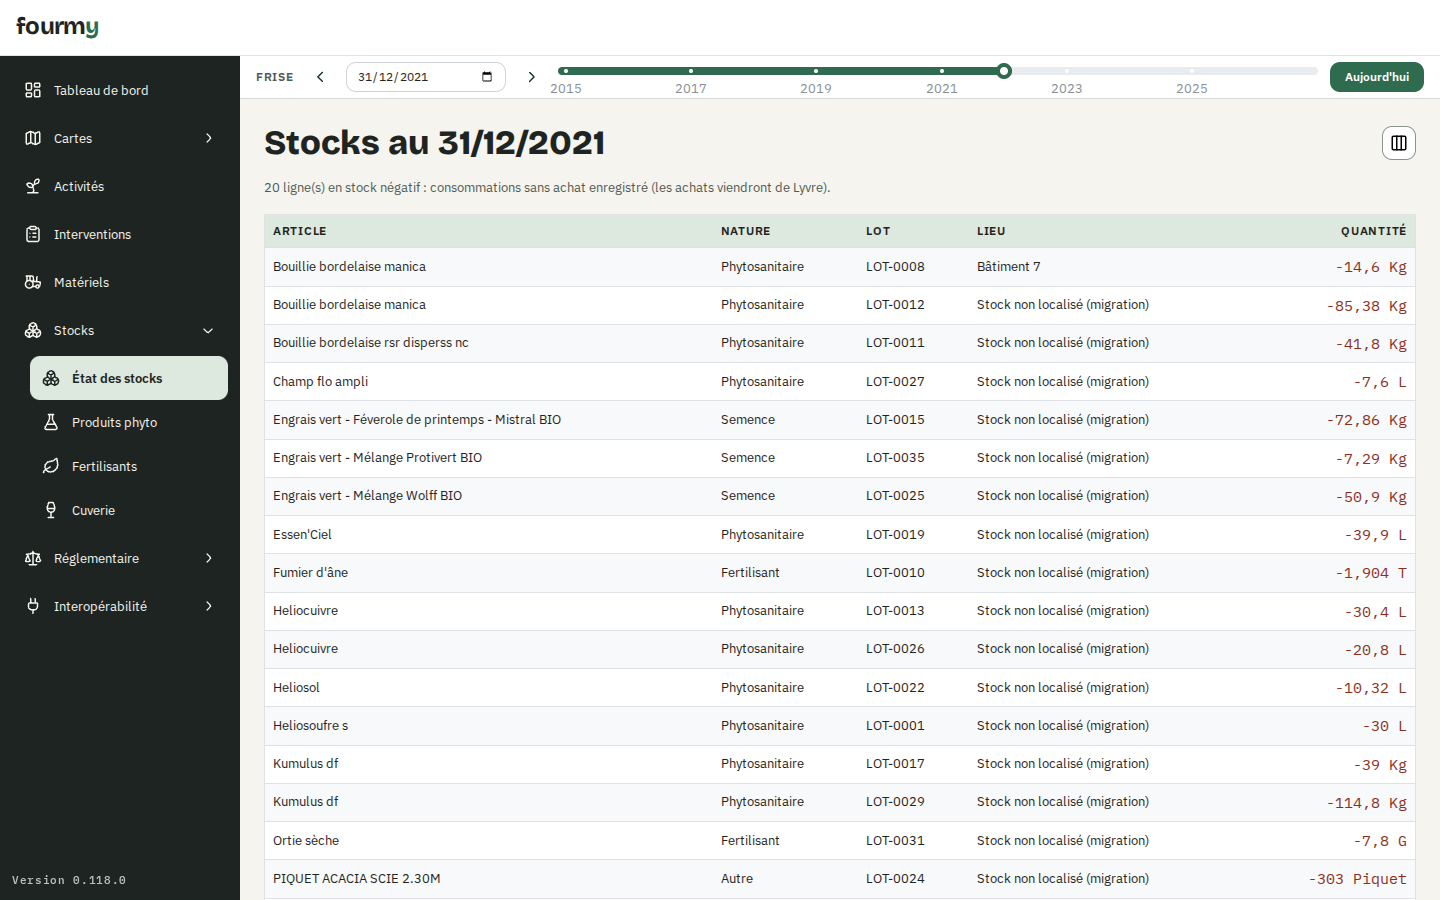 fourmy
FRISE
31/12/2021
2015 2017 2019 2021 2023 2025
Aujourd'hui
Tableau de bord
Cartes
Activités
Interventions
Matériels
Stocks
État des stocks
Produits phyto
Fertilisants
Cuverie
Réglementaire
Interopérabilité
Version 0.118.0
Stocks au 31/12/2021
20 ligne(s) en stock négatif : consommations sans achat enregistré (les achats viendront de Lyvre).
ARTICLE NATURE LOT LIEU QUANTITÉ
Bouillie bordelaise manica Phytosanitaire LOT-0008 Bâtiment 7 -14,6 Kg
Bouillie bordelaise manica Phytosanitaire LOT-0012 Stock non localisé (migration) -85,38 Kg
Bouillie bordelaise rsr disperss nc Phytosanitaire LOT-0011 Stock non localisé (migration) -41,8 Kg
Champ flo ampli Phytosanitaire LOT-0027 Stock non localisé (migration) -7,6 L
Engrais vert - Féverole de printemps - Mistral BIO Semence LOT-0015 Stock non localisé (migration) -72,86 Kg
Engrais vert - Mélange Protivert BIO Semence LOT-0035 Stock non localisé (migration) -7,29 Kg
Engrais vert - Mélange Wolff BIO Semence LOT-0025 Stock non localisé (migration) -50,9 Kg
Essen'Ciel Phytosanitaire LOT-0019 Stock non localisé (migration) -39,9 L
Fumier d'âne Fertilisant LOT-0010 Stock non localisé (migration) -1,904 T
Heliocuivre Phytosanitaire LOT-0013 Stock non localisé (migration) -30,4 L
Heliocuivre Phytosanitaire LOT-0026 Stock non localisé (migration) -20,8 L
Heliosol Phytosanitaire LOT-0022 Stock non localisé (migration) -10,32 L
Heliosoufre s Phytosanitaire LOT-0001 Stock non localisé (migration) -30 L
Kumulus df Phytosanitaire LOT-0017 Stock non localisé (migration) -39 Kg
Kumulus df Phytosanitaire LOT-0029 Stock non localisé (migration) -114,8 Kg
Ortie sèche Fertilisant LOT-0031 Stock non localisé (migration) -7,8 G
PIQUET ACACIA SCIE 2.30M Autre LOT-0024 Stock non localisé (migration) -303 Piquet